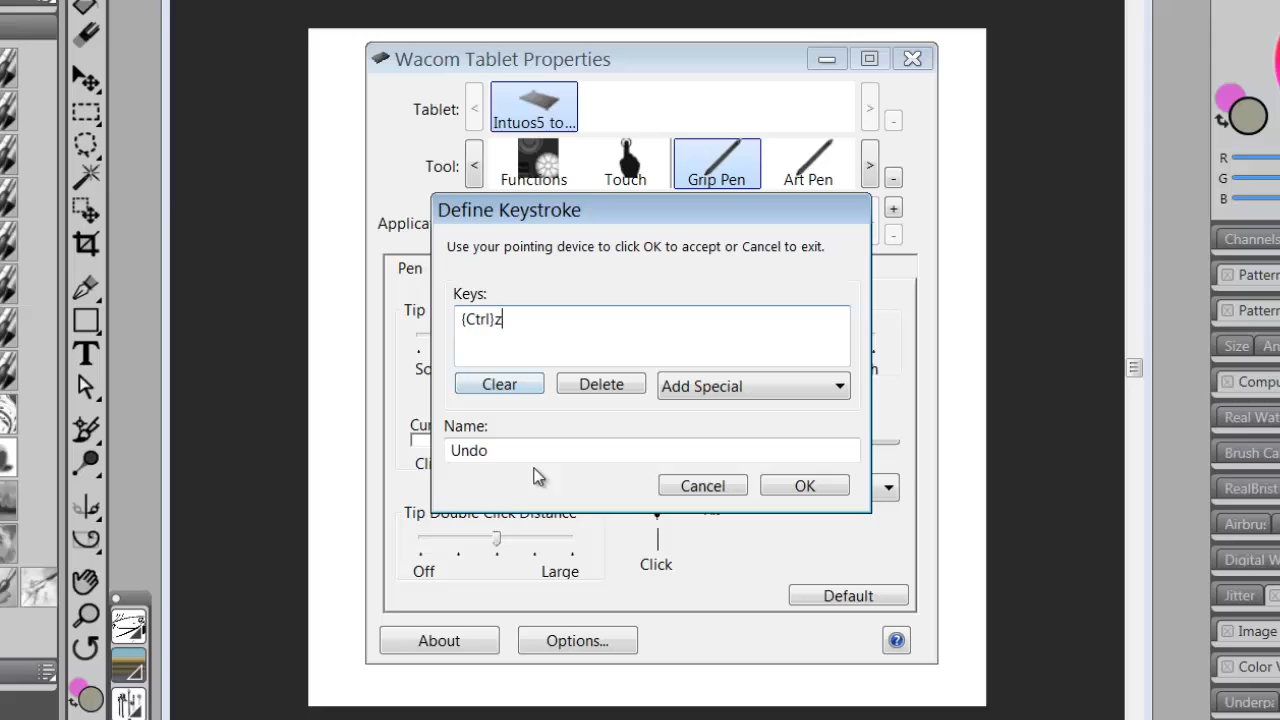 Wacom Tablet Properties
Tablet:
Intuos5 to...
Tool:
Functions
Touch
Grip Pen
Art Pen
Define Keystroke
Use your pointing device to click OK to accept or Cancel to exit.
Keys:
{Ctrl}z
Clear
Delete
Add Special
Name:
Undo
Cancel
OK
Pen
Tip
Tip Double Click Distance
Off
Large
Click
Default
About
Options...
R
G
B
Channels
Pattern
Pattern
Size
Real Wat
Brush Ca
RealBrist
Airbrus
Digital W
Jitter
Image
Color V
Underpa